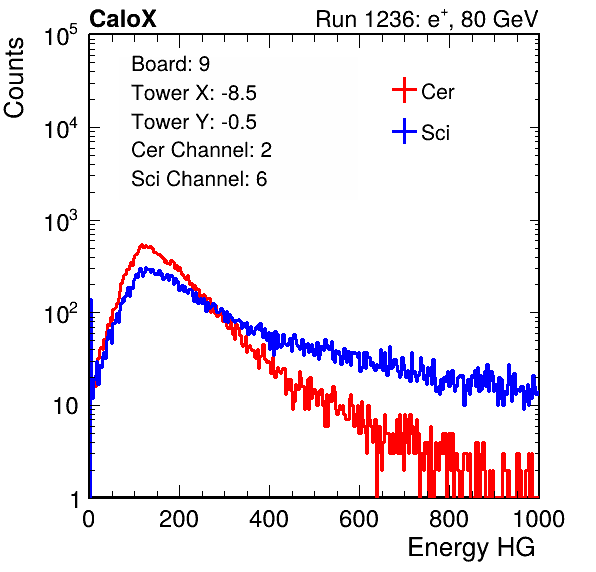 CaloX Run 1236: e⁺, 80 GeV
Counts
10⁵
10⁴
10³
10²
10
1
Board: 9
Tower X: -8.5
Tower Y: -0.5
Cer Channel: 2
Sci Channel: 6
Cer
Sci
0 200 400 600 800 1000
Energy HG